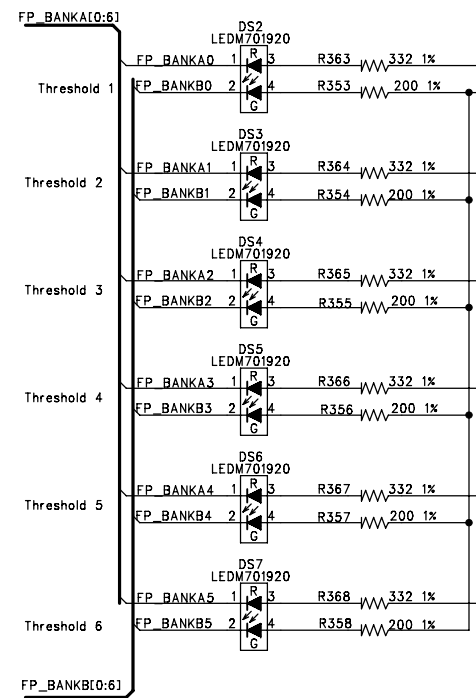 FP_BANKA[0:6]
DS2
LEDM701920
FP_BANKA0 1 R 3 R363 332 1%
Threshold 1
FP_BANKB0 2 G 4 R353 200 1%
DS3
LEDM701920
FP_BANKA1 1 R 3 R364 332 1%
Threshold 2
FP_BANKB1 2 G 4 R354 200 1%
DS4
LEDM701920
FP_BANKA2 1 R 3 R365 332 1%
Threshold 3
FP_BANKB2 2 G 4 R355 200 1%
DS5
LEDM701920
FP_BANKA3 1 R 3 R366 332 1%
Threshold 4
FP_BANKB3 2 G 4 R356 200 1%
DS6
LEDM701920
FP_BANKA4 1 R 3 R367 332 1%
Threshold 5
FP_BANKB4 2 G 4 R357 200 1%
DS7
LEDM701920
FP_BANKA5 1 R 3 R368 332 1%
Threshold 6
FP_BANKB5 2 G 4 R358 200 1%
FP_BANKB[0:6]